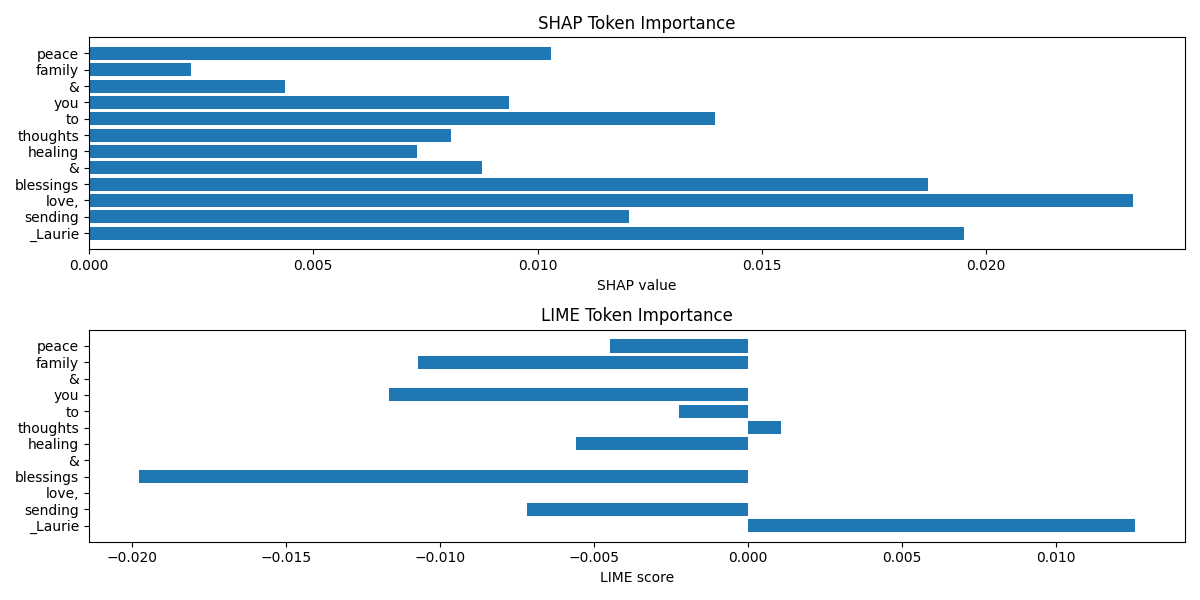 SHAP Token Importance
peace
family
&
you
to
thoughts
healing
&
blessings
love,
sending
_Laurie
0.000 0.005 0.010 0.015 0.020
SHAP value
LIME Token Importance
peace
family
&
you
to
thoughts
healing
&
blessings
love,
sending
_Laurie
−0.020 −0.015 −0.010 −0.005 0.000 0.005 0.010
LIME score